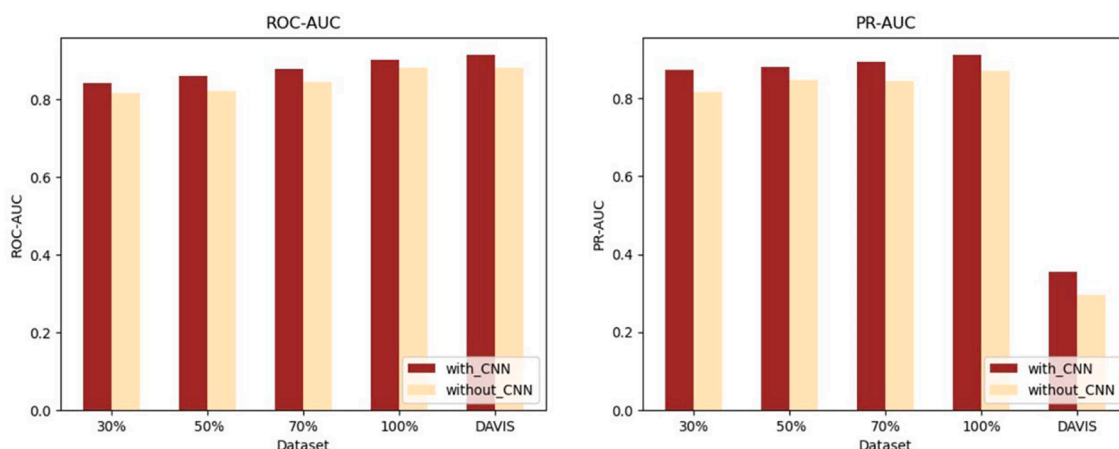 ROC-AUC
ROC-AUC
0.8
0.6
0.4
0.2
0.0
with_CNN
without_CNN
30% 50% 70% 100% DAVIS
Dataset
PR-AUC
PR-AUC
0.8
0.6
0.4
0.2
0.0
with_CNN
without_CNN
30% 50% 70% 100% DAVIS
Dataset